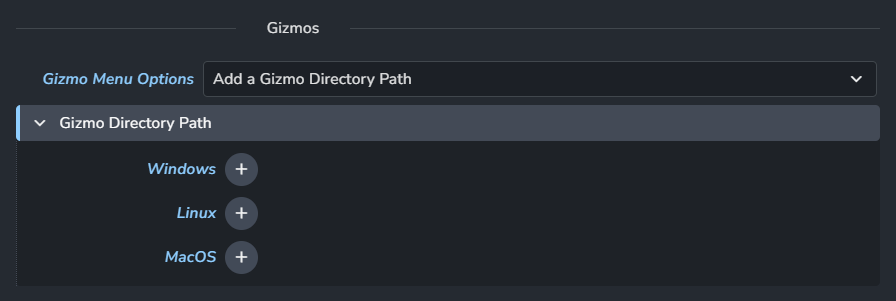 Gizmos
Gizmo Menu Options Add a Gizmo Directory Path
Gizmo Directory Path
Windows +
Linux +
MacOS +